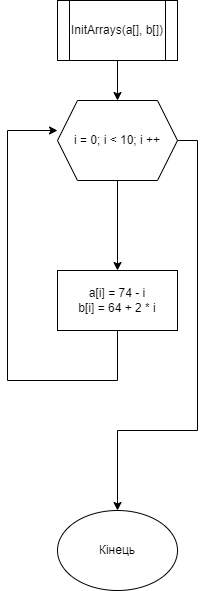 InitArrays(a[], b[])
i = 0; i < 10; i ++
a[i] = 74 - i
b[i] = 64 + 2 * i
Кінець